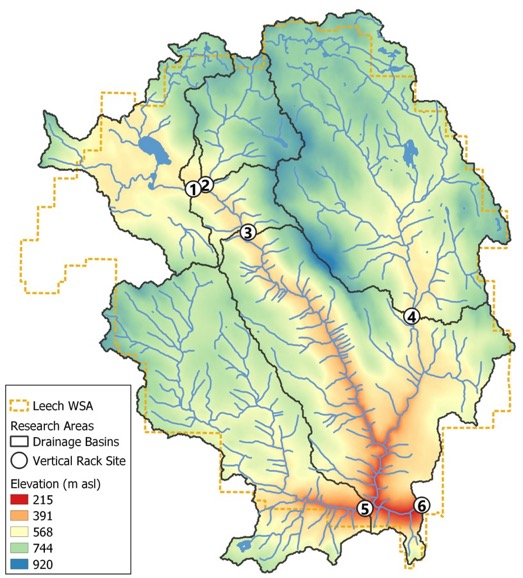 1
2
3
4
5
6
Leech WSA
Research Areas
Drainage Basins
Vertical Rack Site
Elevation (m asl)
215
391
568
744
920